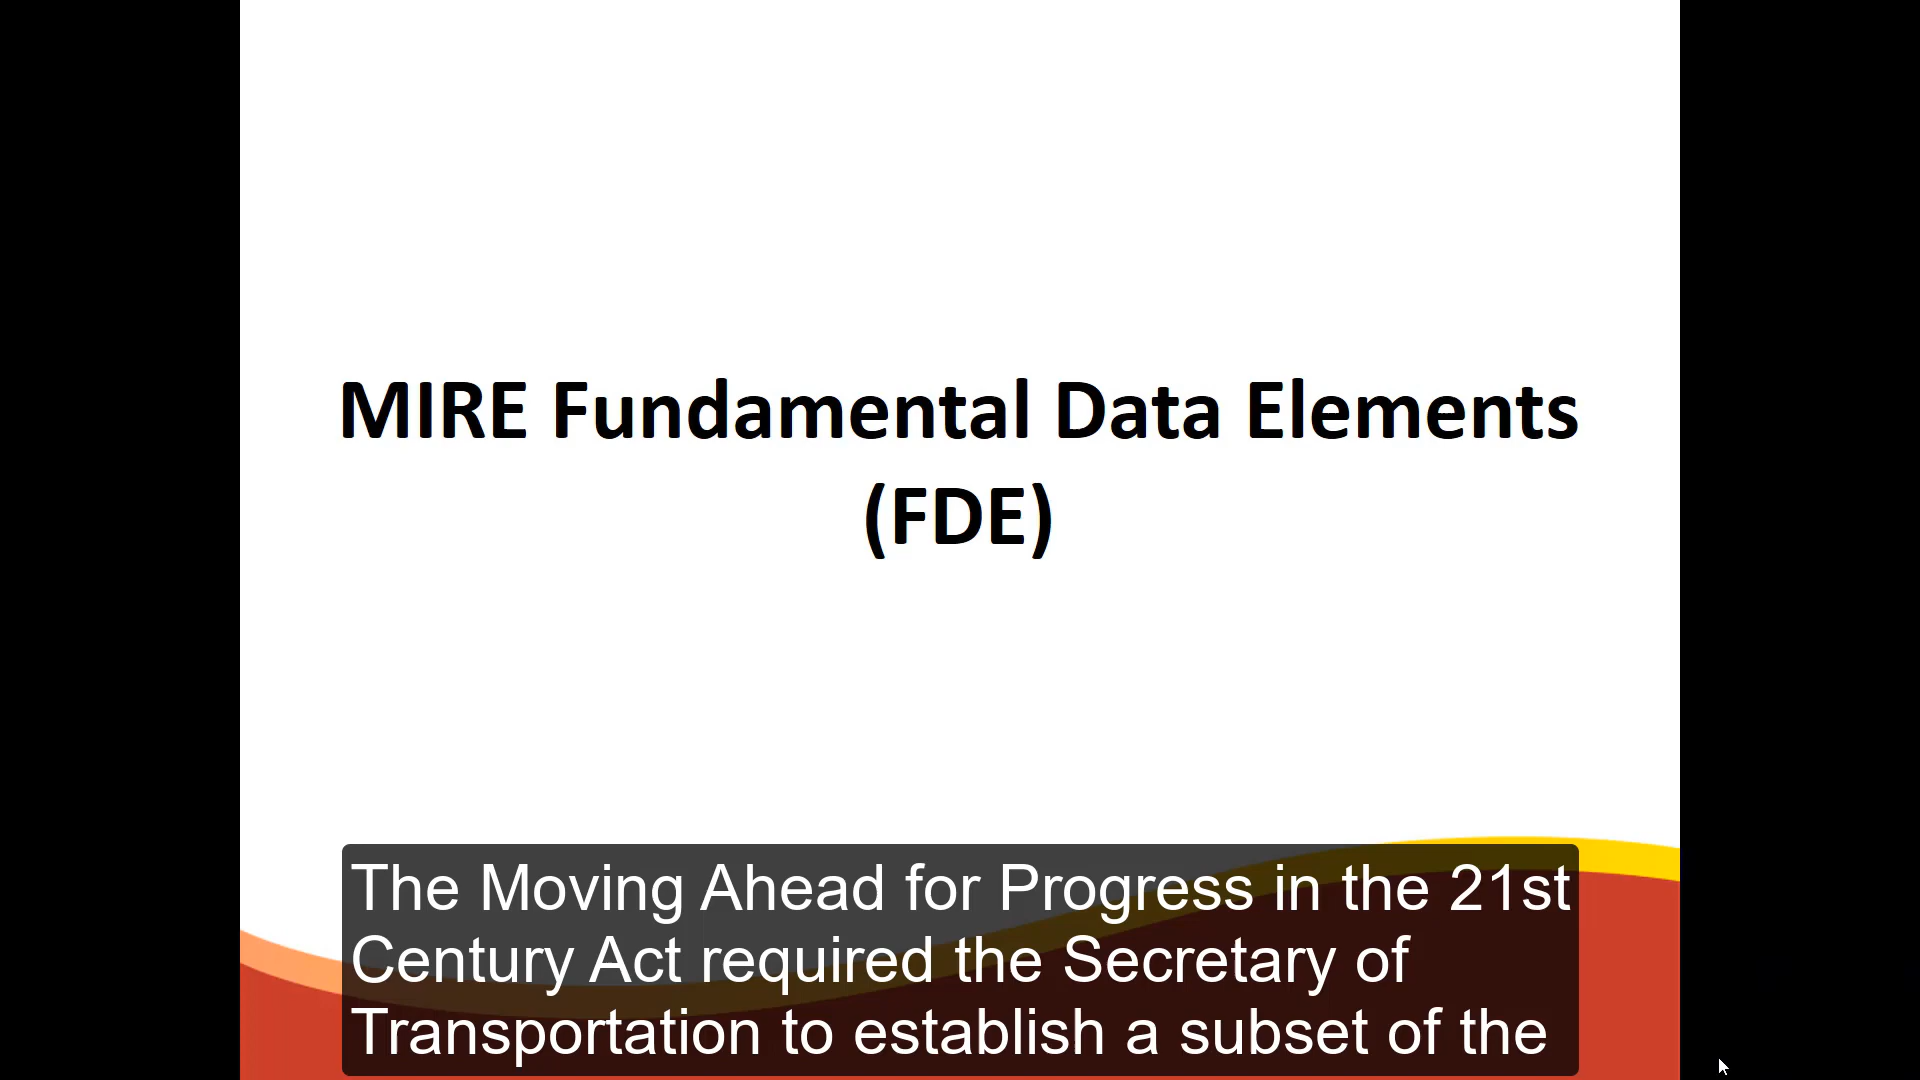 MIRE Fundamental Data Elements
(FDE)
The Moving Ahead for Progress in the 21st
Century Act required the Secretary of
Transportation to establish a subset of the